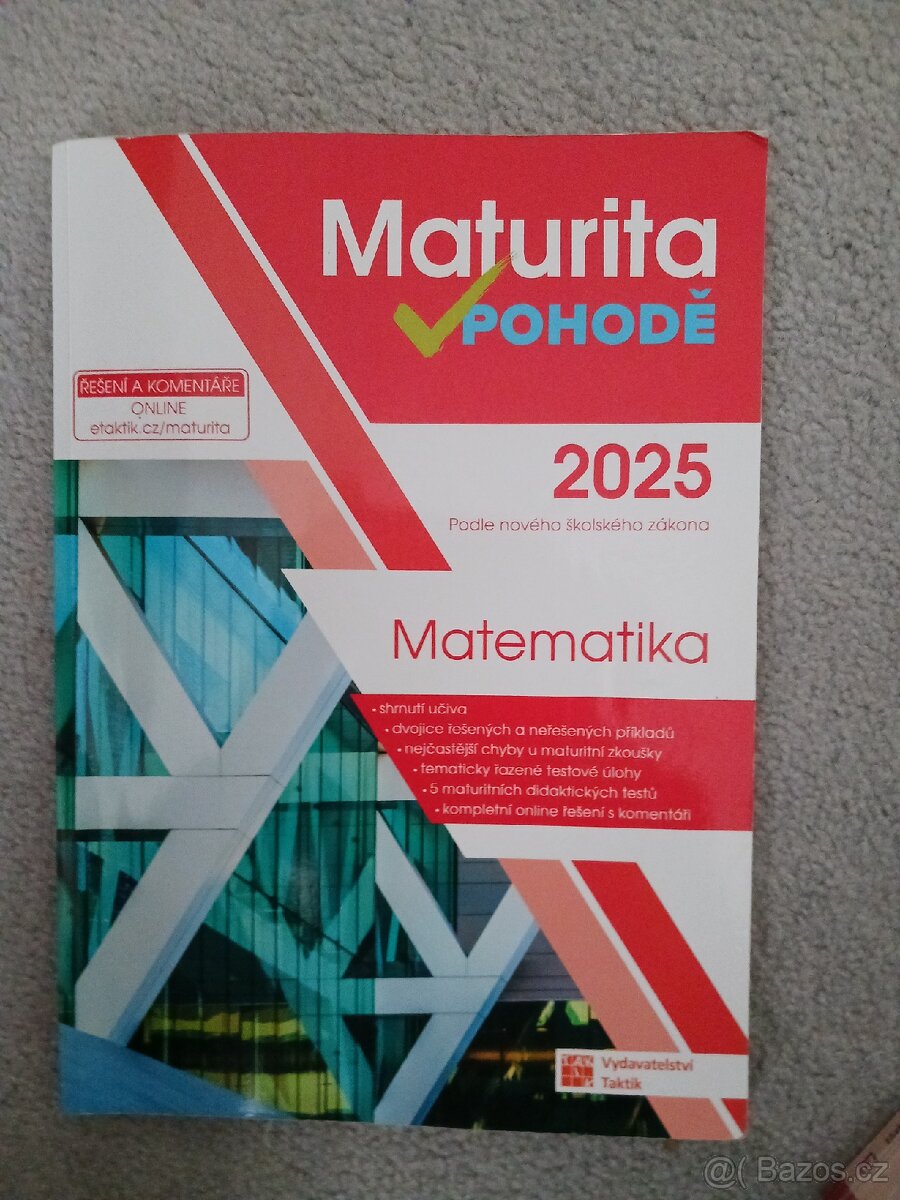 Maturita
POHODĚ
ŘEŠENÍ A KOMENTÁŘE
ONLINE
etaktik.cz/maturita
2025
Podle nového školského zákona
Matematika
• shrnutí učiva
• dvojice řešených a neřešených příkladů
• nejčastější chyby u maturitní zkoušky
• tematicky řazené testové úlohy
• 5 maturitních didaktických testů
• kompletní online řešení s komentáři
Vydavatelství
Taktik
@( Bazos.cz